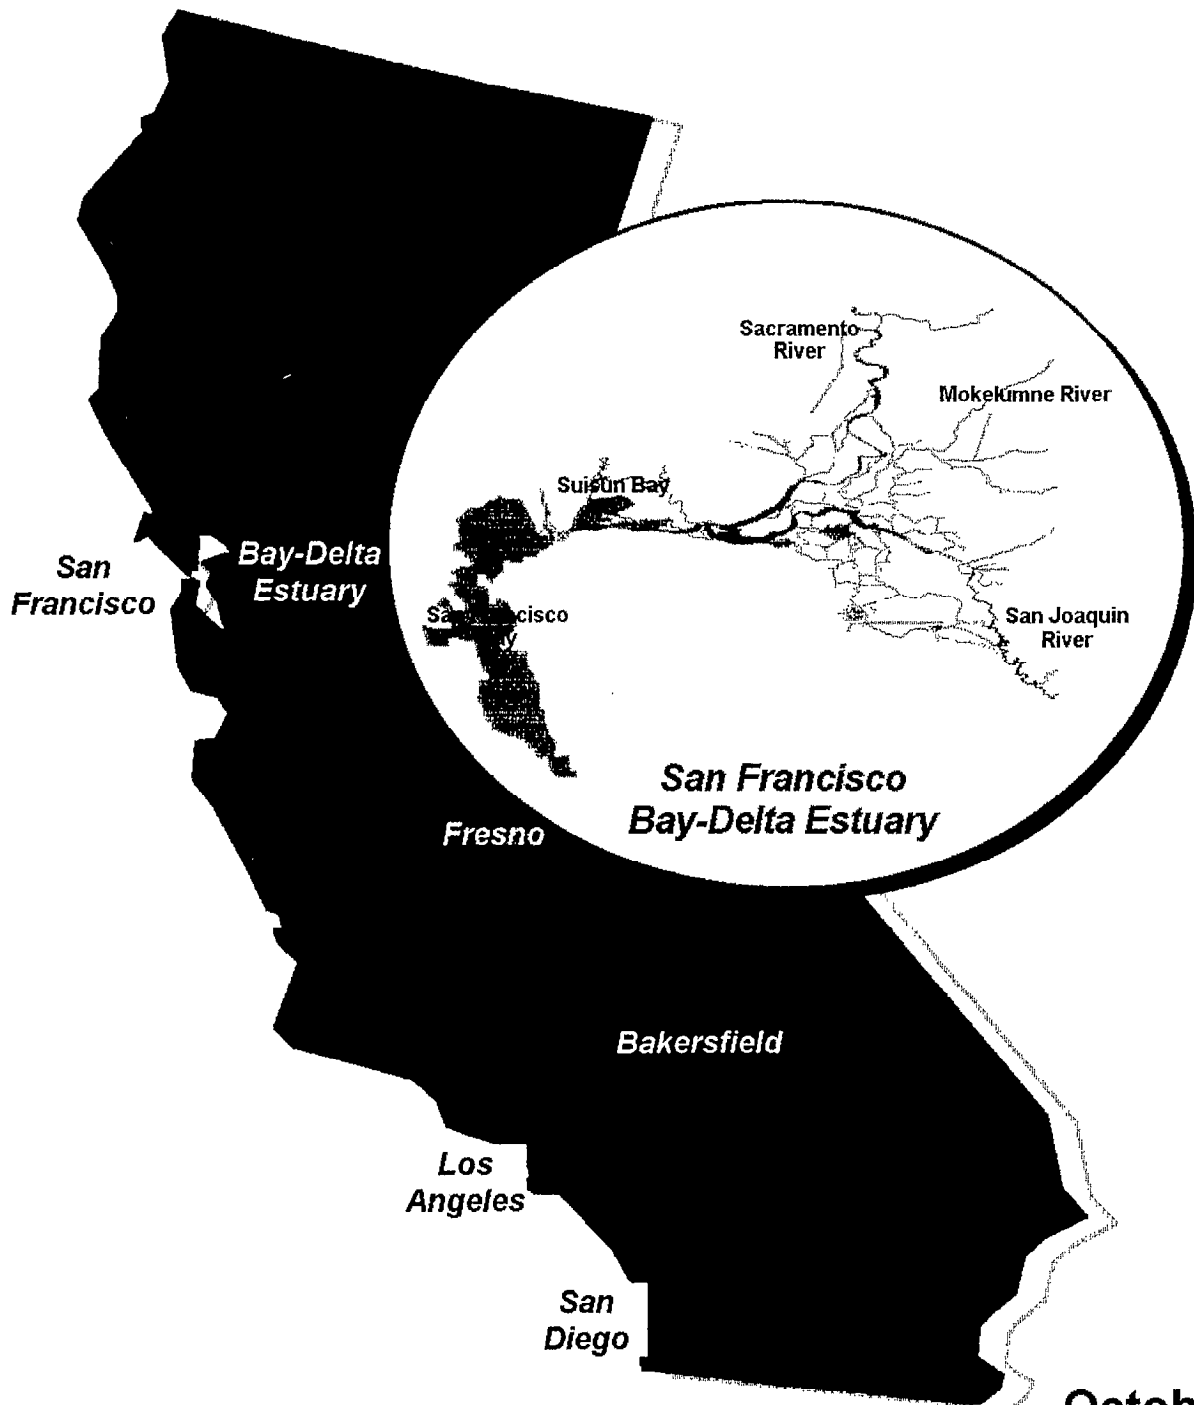 Sacramento
River
Mokelumne River
Suisun Bay
San
Francisco
Bay-Delta
Estuary
San Joaquin
River
San Francisco
Bay-Delta Estuary
Fresno
Bakersfield
Los
Angeles
San
Diego